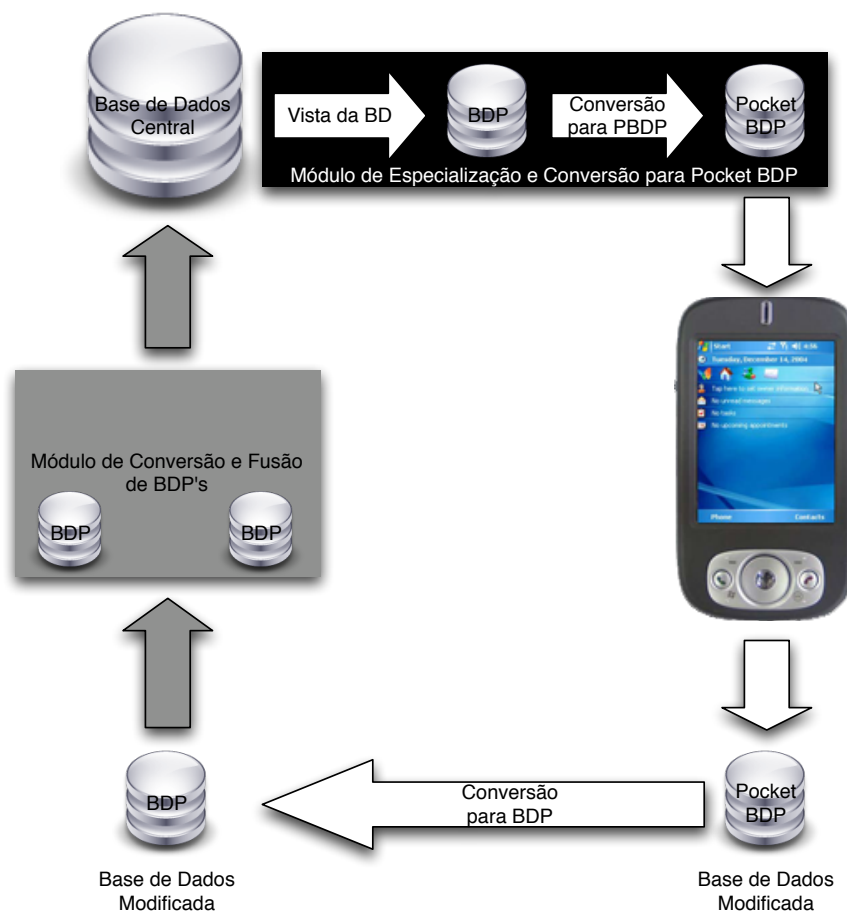 Base de Dados
Central
Vista da BD
BDP
Conversão
para PBDP
Pocket
BDP
Módulo de Especialização e Conversão para Pocket BDP
Start
4:36
Tuesday, December 14, 2004
Tap here to set owner information
No unread messages
No tasks
No upcoming appointments
Phone
Contacts
Módulo de Conversão e Fusão
de BDP's
BDP
BDP
BDP
Conversão
para BDP
Pocket
BDP
Base de Dados
Modificada
Base de Dados
Modificada